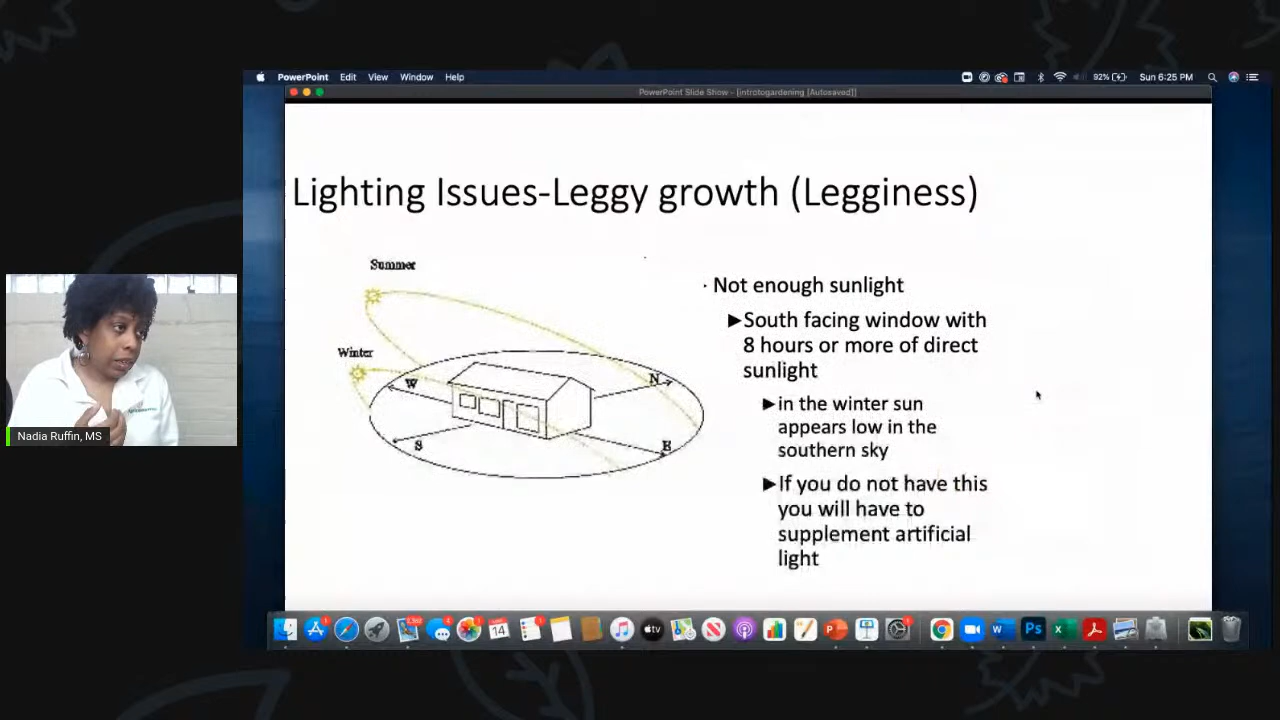 PowerPoint Edit View Window Help
92% Sun 6:25 PM
PowerPoint Slide Show - [introtogardening [Autosaved]]
Lighting Issues-Leggy growth (Legginess)
Summer
Winter
W
N
S
E
· Not enough sunlight
►South facing window with
8 hours or more of direct
sunlight
►in the winter sun
appears low in the
southern sky
►If you do not have this
you will have to
supplement artificial
light
Nadia Ruffin, MS
14
tv
W
Ps
X